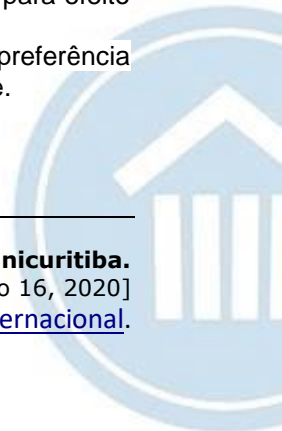 para efeito
preferência
e.
nicuritiba.
o 16, 2020]
ernacional.